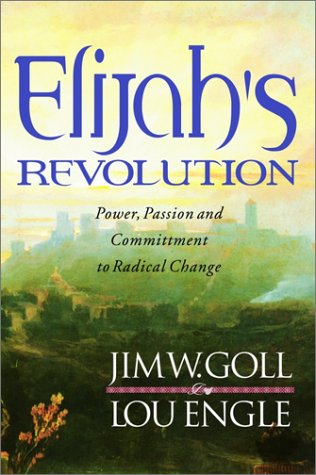 Elijah's
REVOLUTION
Power, Passion and
Committment
to Radical Change
JIM W. GOLL
&
LOU ENGLE